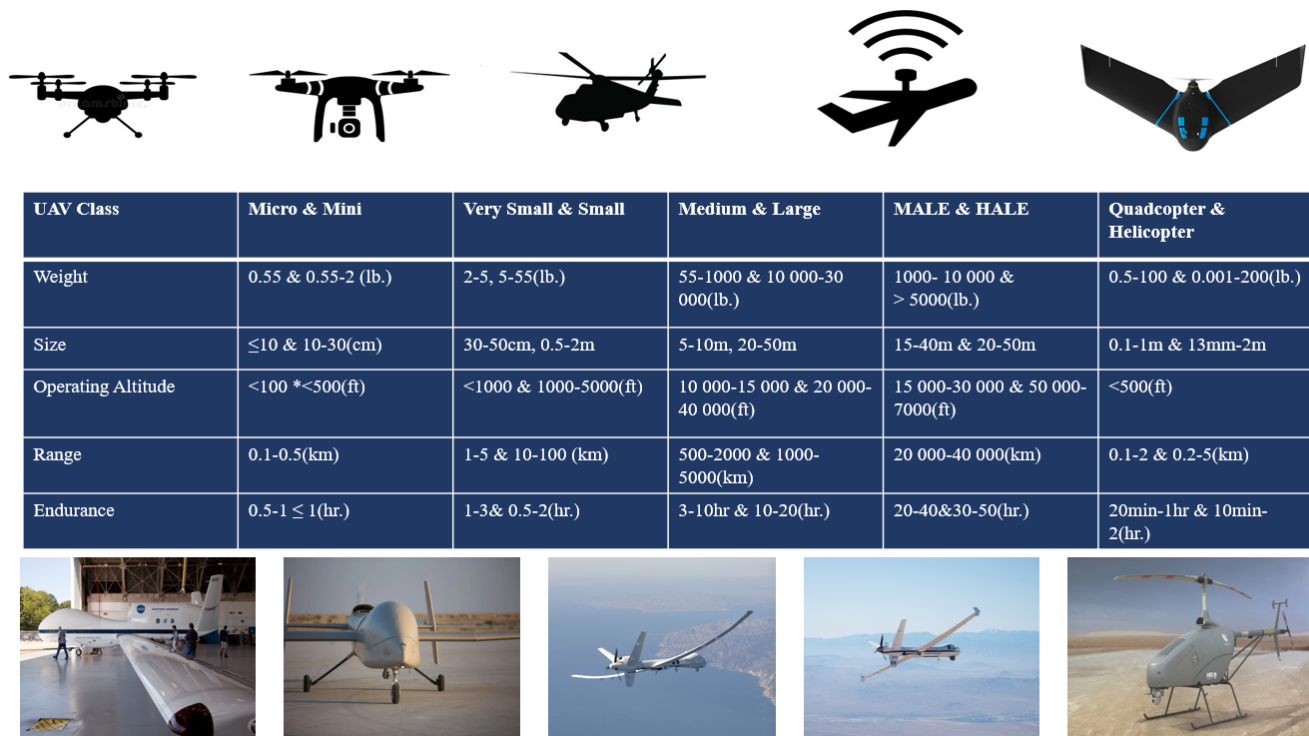 UAV Class
Micro & Mini
Very Small & Small
Medium & Large
MALE & HALE
Quadcopter &
Helicopter
Weight
0.55 & 0.55-2 (lb.)
2-5, 5-55(lb.)
55-1000 & 10 000-30
000(lb.)
1000- 10 000 &
> 5000(lb.)
0.5-100 & 0.001-200(lb.)
Size
≤10 & 10-30(cm)
30-50cm, 0.5-2m
5-10m, 20-50m
15-40m & 20-50m
0.1-1m & 13mm-2m
Operating Altitude
<100 *<500(ft)
<1000 & 1000-5000(ft)
10 000-15 000 & 20 000-
40 000(ft)
15 000-30 000 & 50 000-
7000(ft)
<500(ft)
Range
0.1-0.5(km)
1-5 & 10-100 (km)
500-2000 & 1000-
5000(km)
20 000-40 000(km)
0.1-2 & 0.2-5(km)
Endurance
0.5-1 ≤ 1(hr.)
1-3& 0.5-2(hr.)
3-10hr & 10-20(hr.)
20-40&30-50(hr.)
20min-1hr & 10min-
2(hr.)